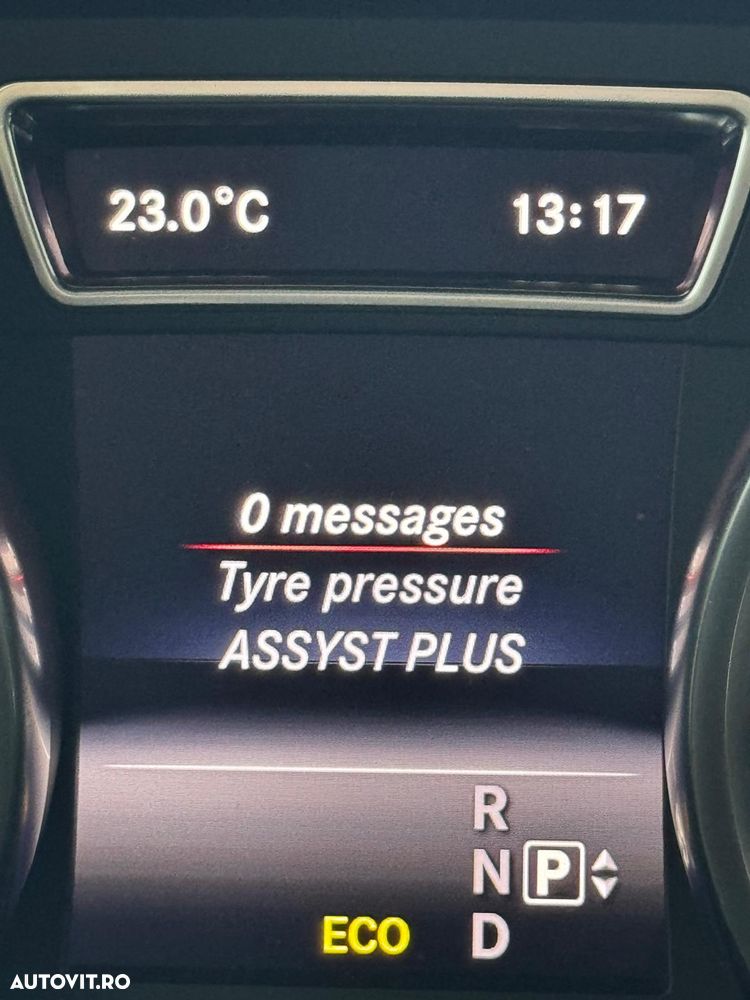 23.0°C 13:17
0 messages
Tyre pressure
ASSYST PLUS
R
N P
ECO D
AUTOVIT.RO